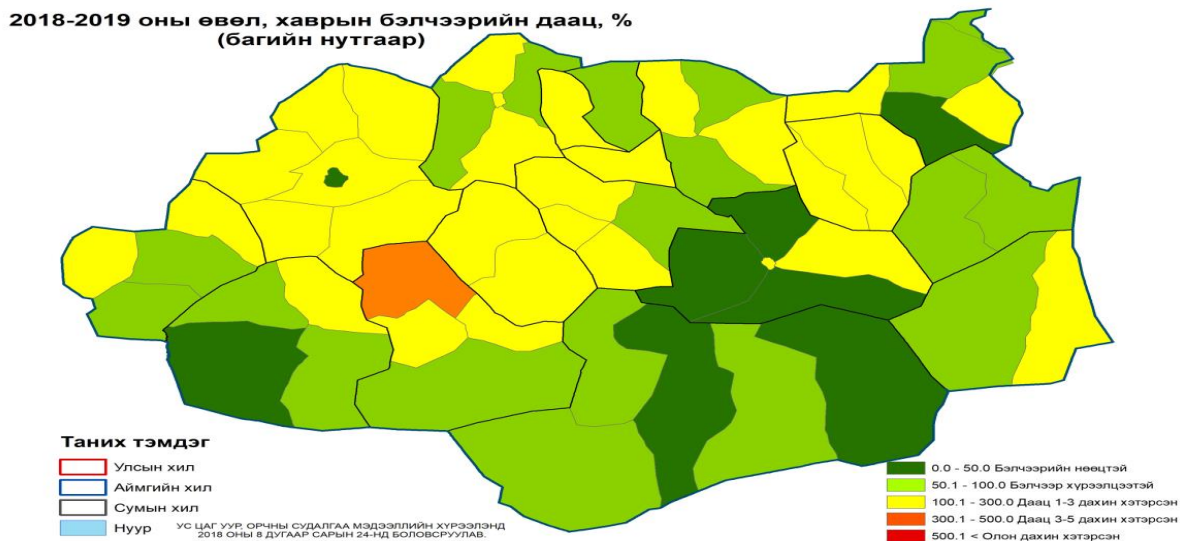 2018-2019 оны өвөл, хаврын бэлчээрийн даац, %
(багийн нутгаар)
Таних тэмдэг
Улсын хил
Аймгийн хил
Сумын хил
Нуур
УС ЦАГ УУР, ОРЧНЫ СУДАЛГАА МЭДЭЭЛЛИЙН ХҮРЭЭЛЭНД
2018 ОНЫ 8 ДУГААР САРЫН 24-НД БОЛОВСРУУЛАВ.
0.0 - 50.0 Бэлчээрийн нөөцтэй
50.1 - 100.0 Бэлчээр хүрээлцээтэй
100.1 - 300.0 Даац 1-3 дахин хэтэрсэн
300.1 - 500.0 Даац 3-5 дахин хэтэрсэн
500.1 < Олон дахин хэтэрсэн